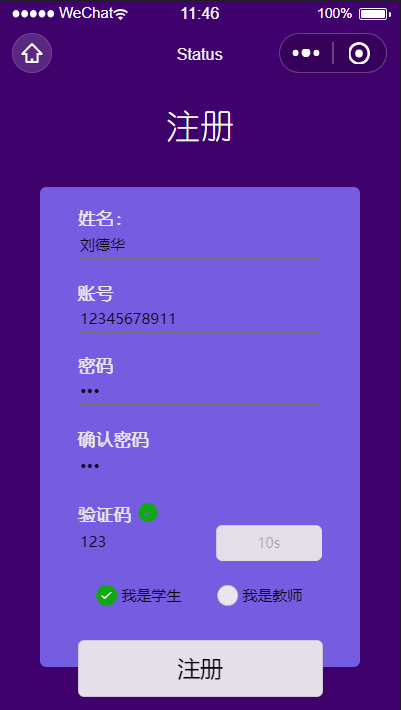 WeChat 11:46 100%
Status
注册
姓名：
刘德华
账号
12345678911
密码
•••
确认密码
•••
验证码
123 10s
我是学生 我是教师
注册